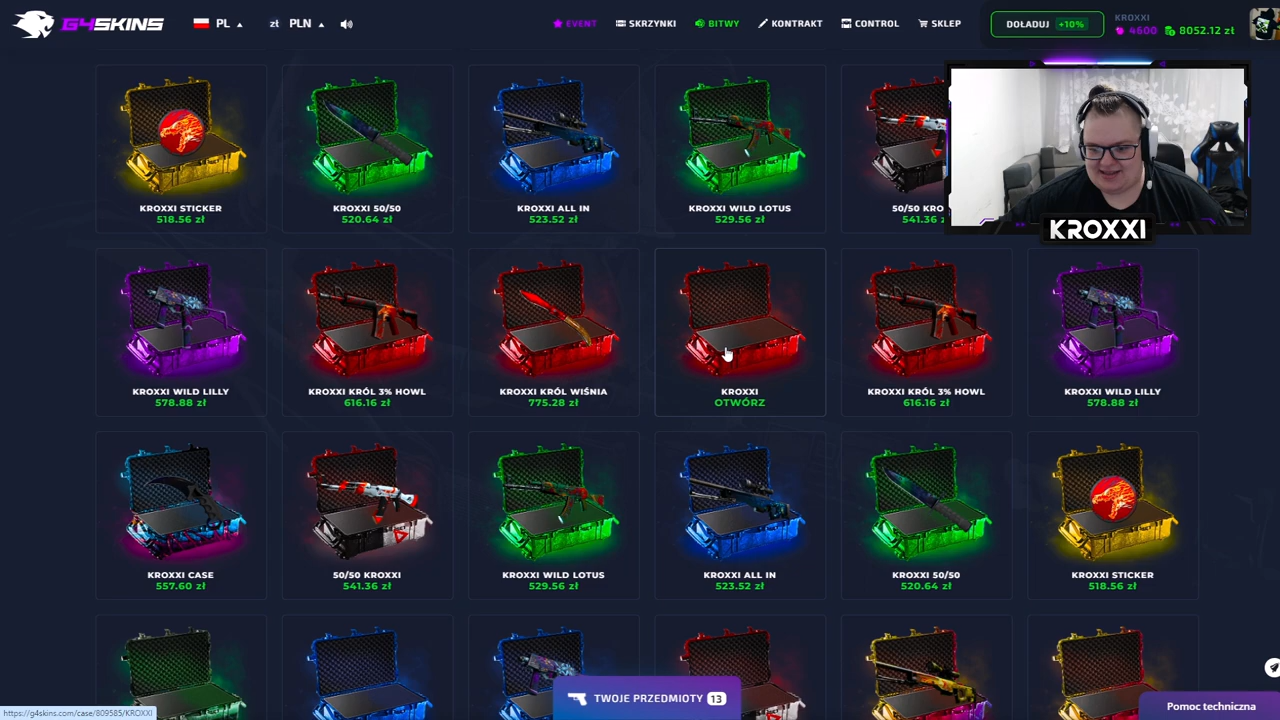 G4SKINS
PL
zł PLN
EVENT
SKRZYNKI
BITWY
KONTRAKT
CONTROL
SKLEP
DOŁADUJ +10%
KROXXI
4600 8052.12 zł
KROXXI
KROXXI STICKER
518.56 zł
KROXXI 50/50
520.64 zł
KROXXI ALL IN
523.52 zł
KROXXI WILD LOTUS
529.56 zł
50/50 KRO
541.36
KROXXI WILD LILLY
578.88 zł
KROXXI KRÓL 3% HOWL
616.16 zł
KROXXI KRÓL WIŚNIA
775.28 zł
KROXXI
OTWÓRZ
KROXXI KRÓL 3% HOWL
616.16 zł
KROXXI WILD LILLY
578.88 zł
KROXXI CASE
557.60 zł
50/50 KROXXI
541.36 zł
KROXXI WILD LOTUS
529.56 zł
KROXXI ALL IN
523.52 zł
KROXXI 50/50
520.64 zł
KROXXI STICKER
518.56 zł
TWOJE PRZEDMIOTY 13
Pomoc techniczna
https://g4skins.com/case/809585/KROXXI